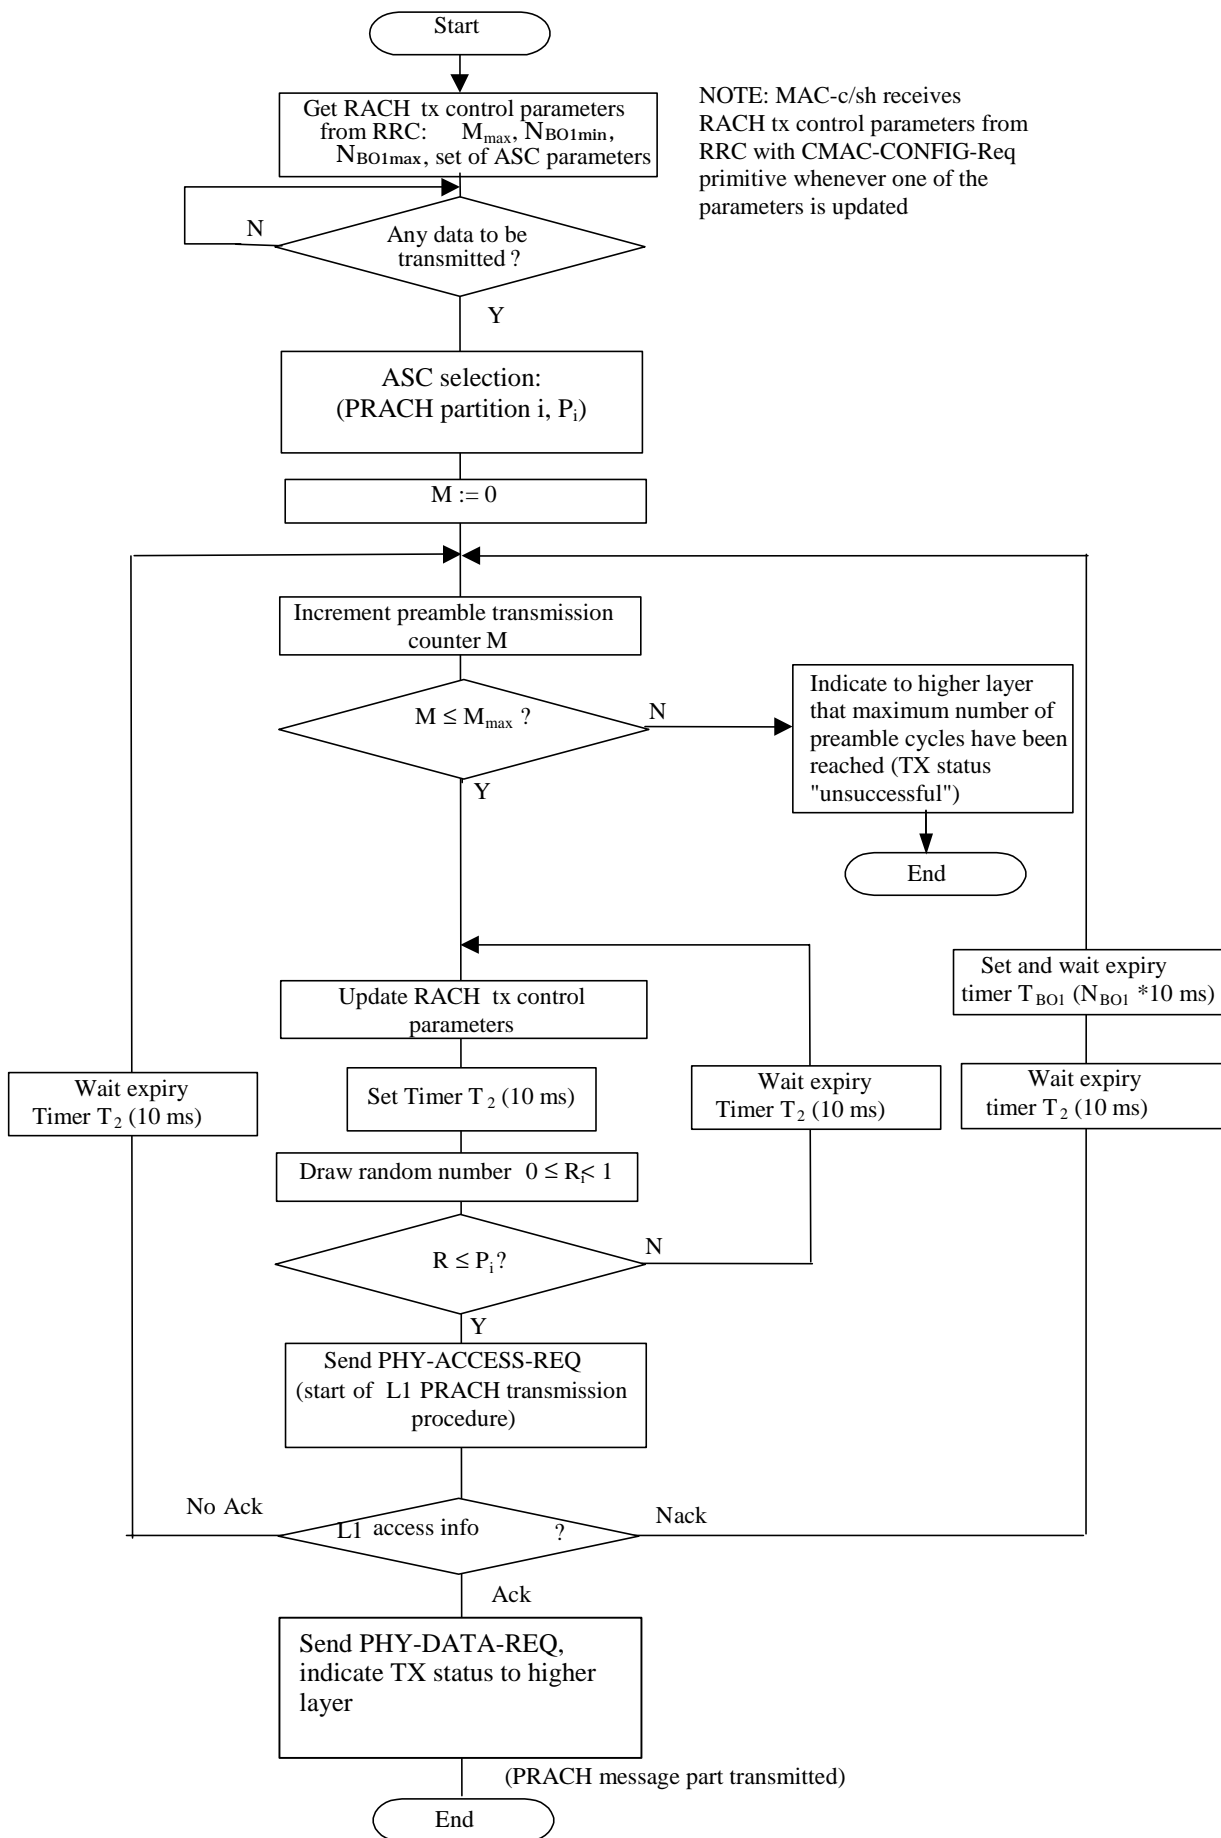 Start
Get RACH tx control parameters
from RRC: Mmax, NBO1min,
NBO1max, set of ASC parameters
NOTE: MAC-c/sh receives
RACH tx control parameters from
RRC with CMAC-CONFIG-Req
primitive whenever one of the
parameters is updated
N
Any data to be
transmitted ?
Y
ASC selection:
(PRACH partition i, Pi)
M := 0
Increment preamble transmission
counter M
M ≤ Mmax ?
N
Y
Indicate to higher layer
that maximum number of
preamble cycles have been
reached (TX status
"unsuccessful")
End
Update RACH tx control
parameters
Set and wait expiry
timer TBO1 (NBO1 *10 ms)
Wait expiry
Timer T2 (10 ms)
Set Timer T2 (10 ms)
Wait expiry
Timer T2 (10 ms)
Wait expiry
timer T2 (10 ms)
Draw random number 0 ≤ Ri< 1
R ≤ Pi?
N
Y
Send PHY-ACCESS-REQ
(start of L1 PRACH transmission
procedure)
No Ack
L1 access info ?
Nack
Ack
Send PHY-DATA-REQ,
indicate TX status to higher
layer
(PRACH message part transmitted)
End